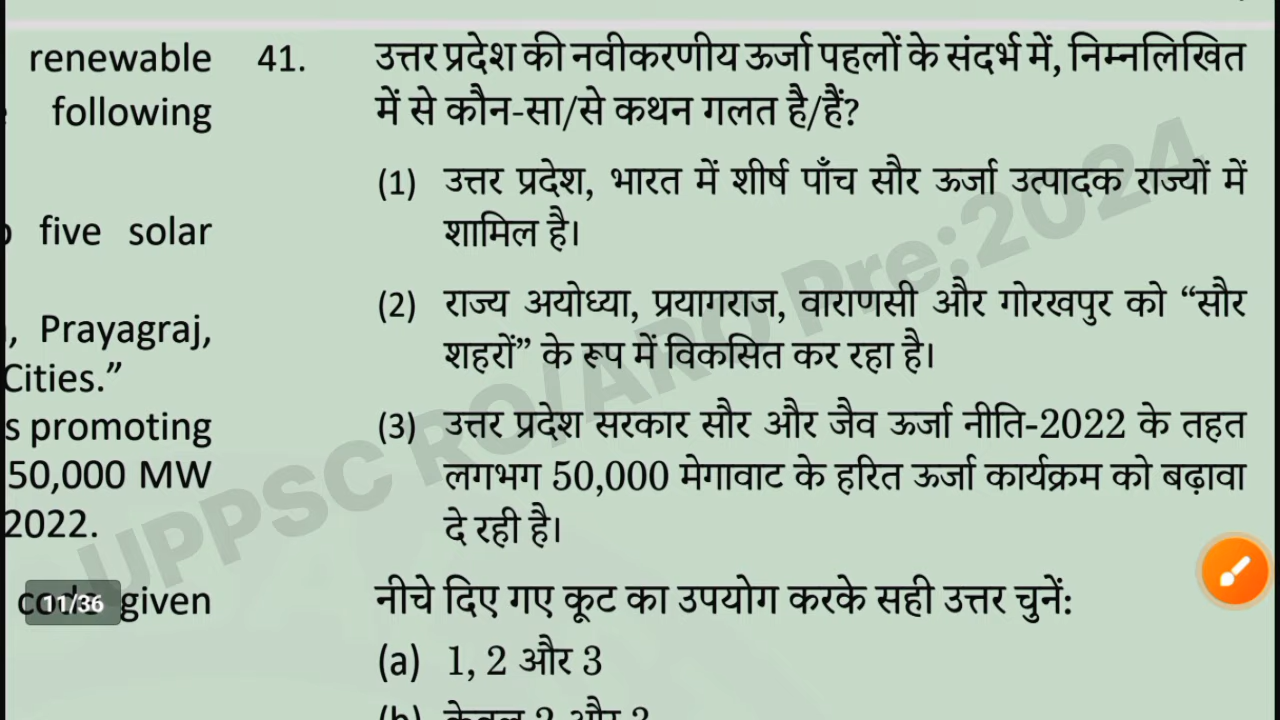 renewable
following
five solar
, Prayagraj,
Cities.”
s promoting
50,000 MW
2022.
given
41. उत्तर प्रदेश की नवीकरणीय ऊर्जा पहलों के संदर्भ में, निम्नलिखित
में से कौन-सा/से कथन गलत है/हैं?
(1) उत्तर प्रदेश, भारत में शीर्ष पाँच सौर ऊर्जा उत्पादक राज्यों में
शामिल है।
(2) राज्य अयोध्या, प्रयागराज, वाराणसी और गोरखपुर को “सौर
शहरों” के रूप में विकसित कर रहा है।
(3) उत्तर प्रदेश सरकार सौर और जैव ऊर्जा नीति-2022 के तहत
लगभग 50,000 मेगावाट के हरित ऊर्जा कार्यक्रम को बढ़ावा
दे रही है।
नीचे दिए गए कूट का उपयोग करके सही उत्तर चुनें:
(a) 1, 2 और 3
UPPSC RO/ARO Pre:2024
11/36